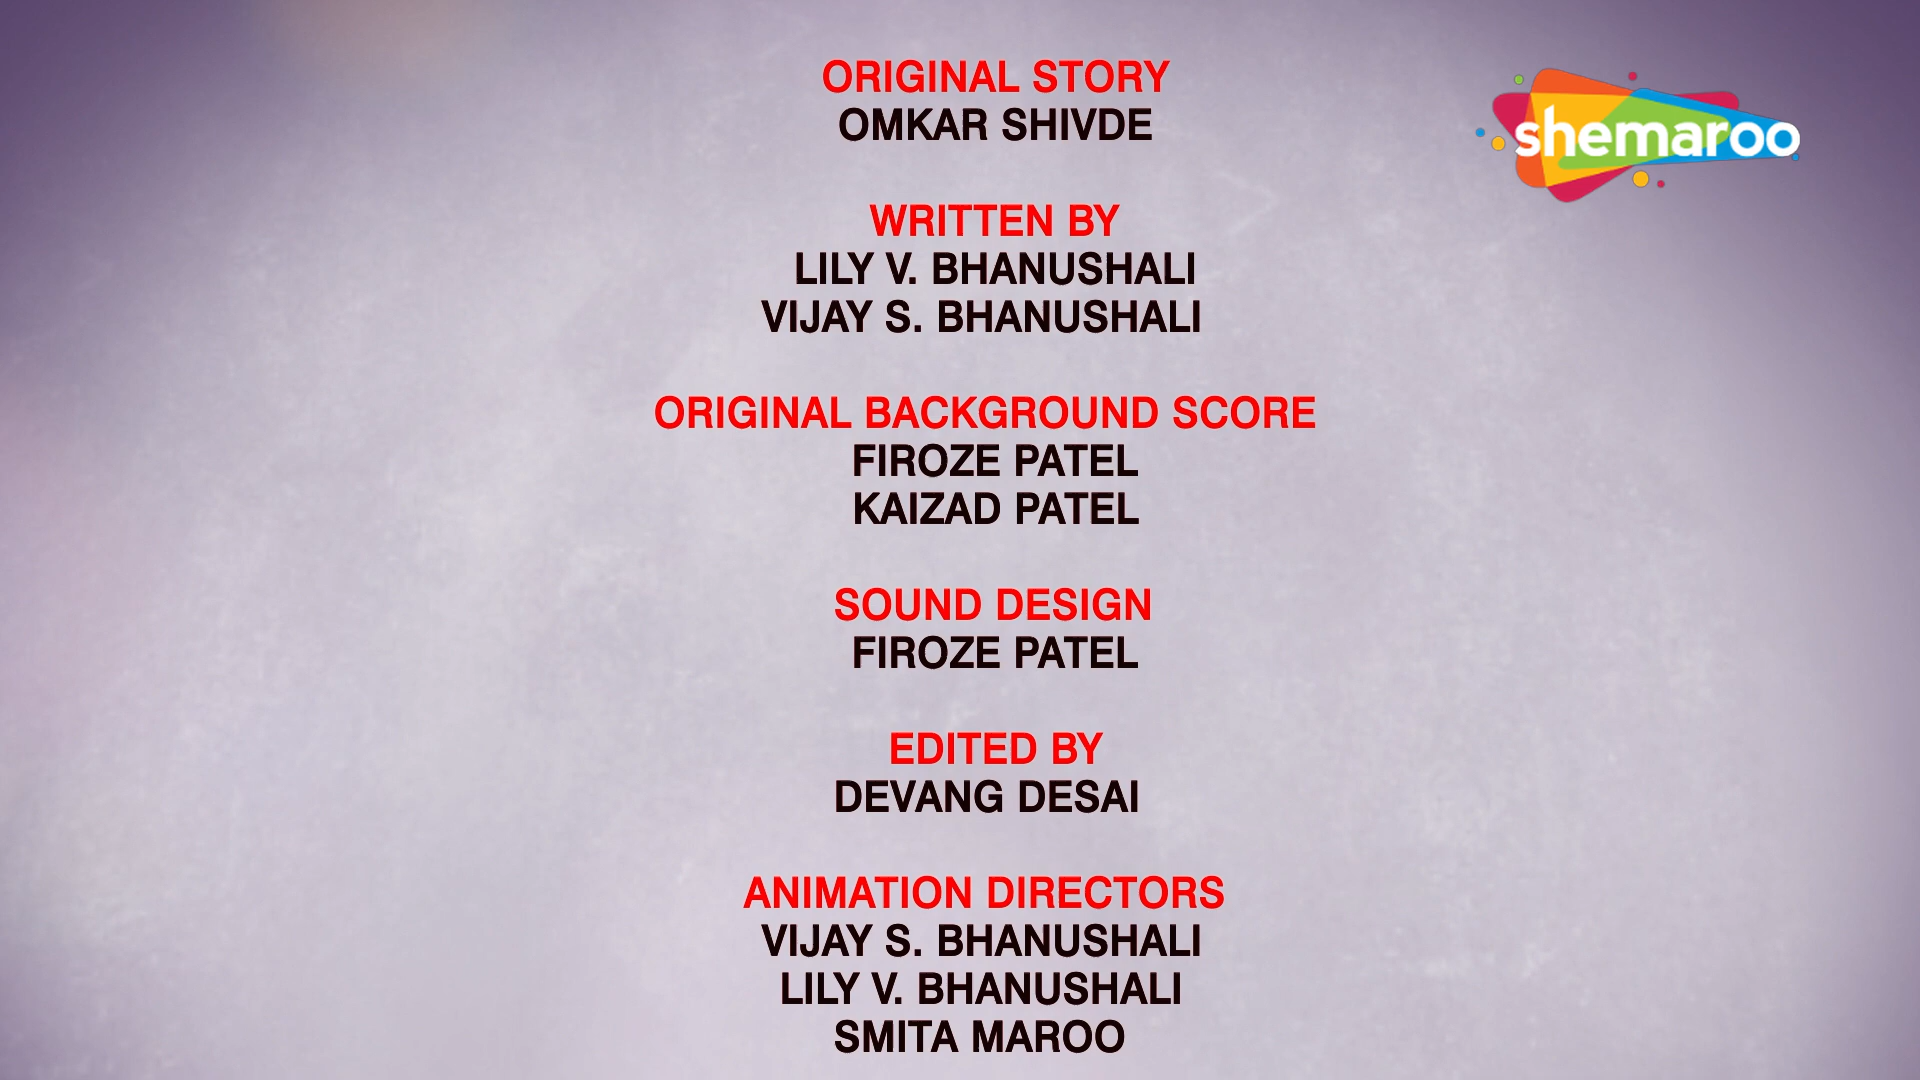 ORIGINAL STORY
OMKAR SHIVDE
shemaroo
WRITTEN BY
LILY V. BHANUSHALI
VIJAY S. BHANUSHALI
ORIGINAL BACKGROUND SCORE
FIROZE PATEL
KAIZAD PATEL
SOUND DESIGN
FIROZE PATEL
EDITED BY
DEVANG DESAI
ANIMATION DIRECTORS
VIJAY S. BHANUSHALI
LILY V. BHANUSHALI
SMITA MAROO